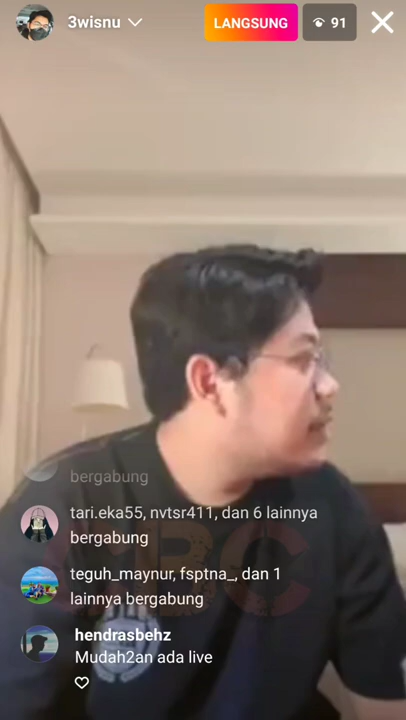 3wisnu
LANGSUNG
91
bergabung
tari.eka55, nvtsr411, dan 6 lainnya
bergabung
teguh_maynur, fsptna_, dan 1
lainnya bergabung
hendrasbehz
Mudah2an ada live